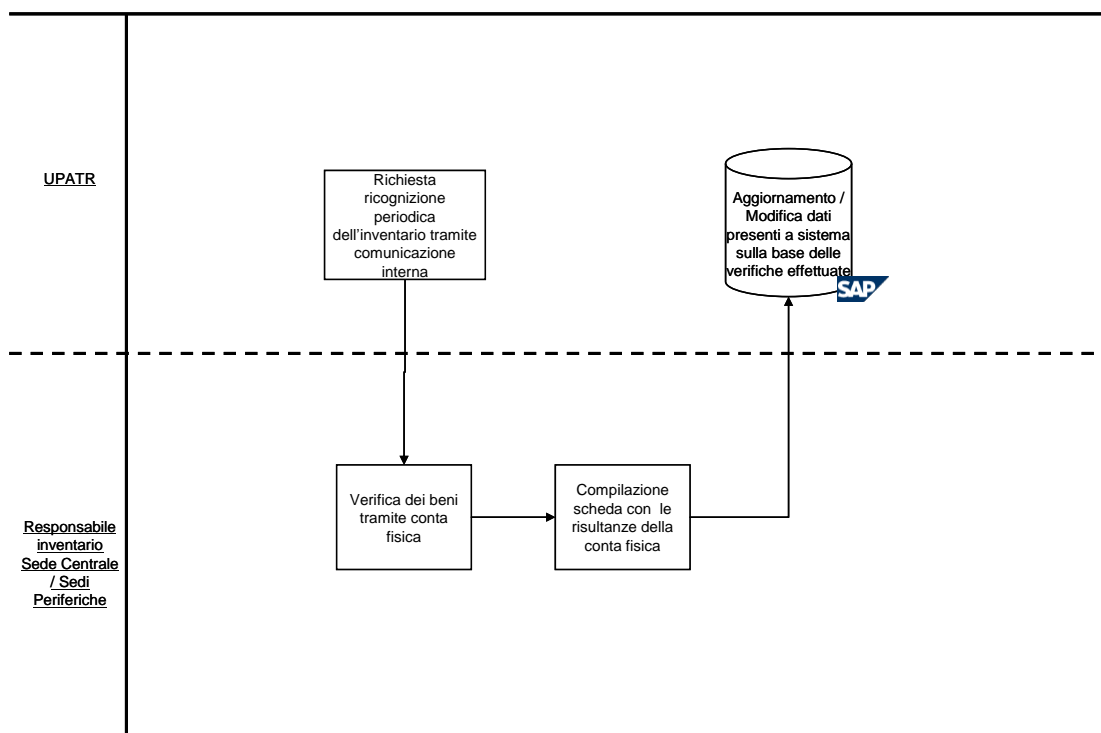 UPATR
Richiesta
ricognizione
periodica
dell'inventario tramite
comunicazione
interna
Aggiornamento /
Modifica dati
presenti a sistema
sulla base delle
verifiche effettuate
SAP
Responsabile
inventario
Sede Centrale
/ Sedi
Periferiche
Verifica dei beni
tramite conta
fisica
Compilazione
scheda con le
risultanze della
conta fisica